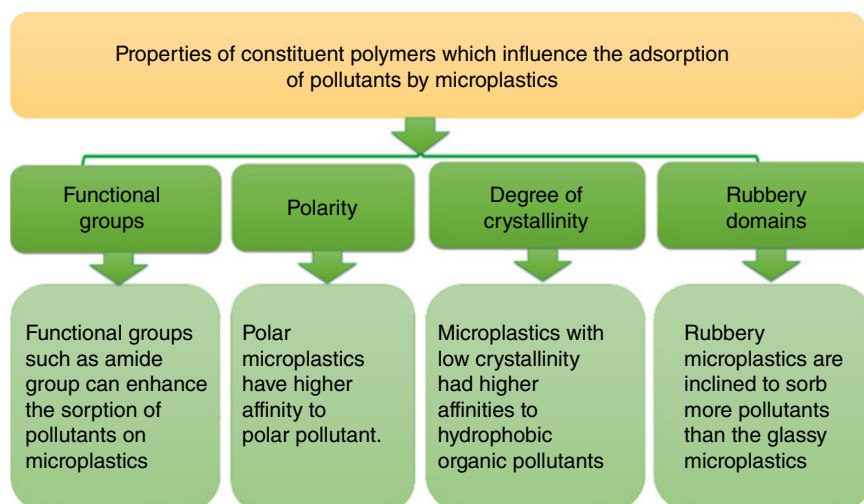 Properties of constituent polymers which influence the adsorption
of pollutants by microplastics
Functional
groups
Polarity
Degree of
crystallinity
Rubbery
domains
Functional groups
such as amide
group can enhance
the sorption of
pollutants on
microplastics
Polar
microplastics
have higher
affinity to
polar pollutant.
Microplastics with
low crystallinity
had higher
affinities to
hydrophobic
organic pollutants
Rubbery
microplastics are
inclined to sorb
more pollutants
than the glassy
microplastics